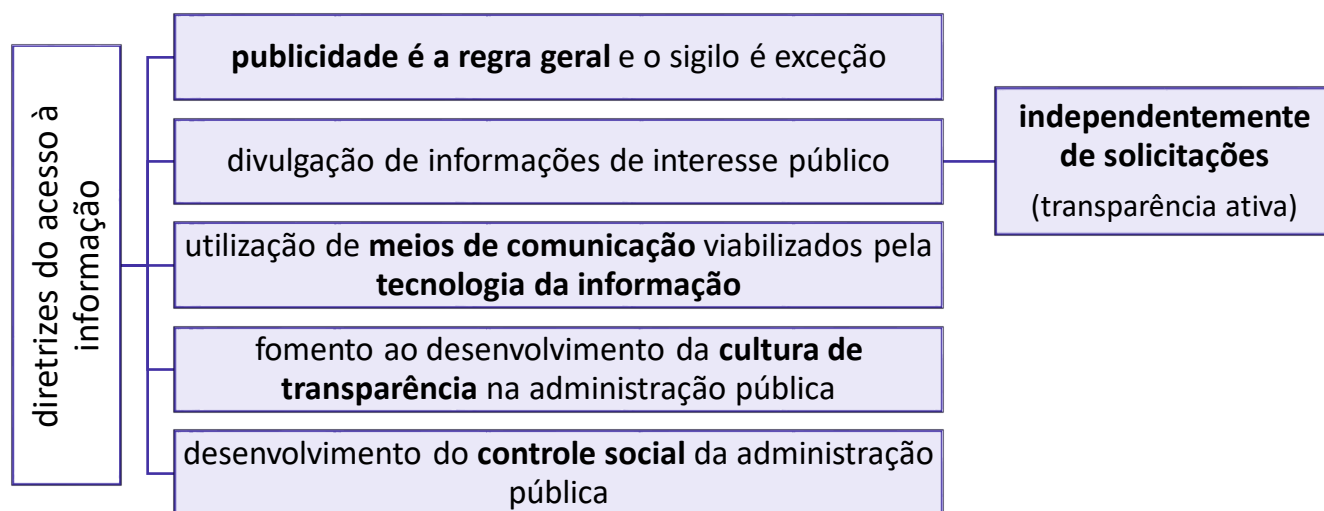 diretrizes do acesso à
informação
publicidade é a regra geral e o sigilo é exceção
divulgação de informações de interesse público
independentemente
de solicitações
(transparência ativa)
utilização de meios de comunicação viabilizados pela
tecnologia da informação
fomento ao desenvolvimento da cultura de
transparência na administração pública
desenvolvimento do controle social da administração
pública